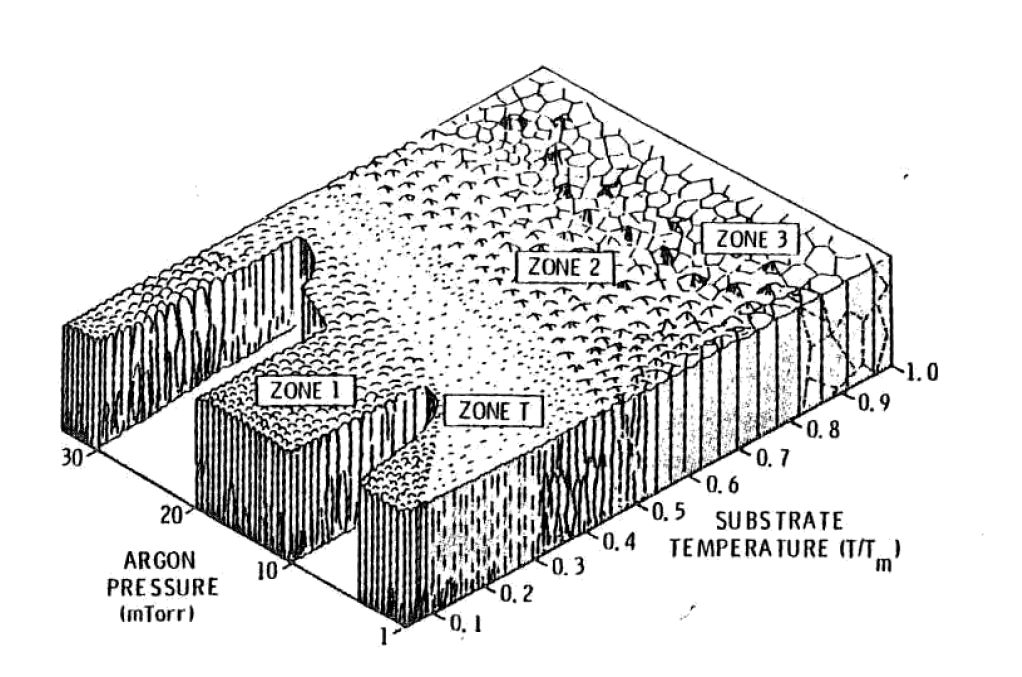 ZONE 3
ZONE 2
ZONE 1
ZONE T
30
20
10
1
ARGON
PRESSURE
(mTorr)
0.1
0.2
0.3
0.4
0.5
0.6
0.7
0.8
0.9
1.0
SUBSTRATE
TEMPERATURE (T/Tm)